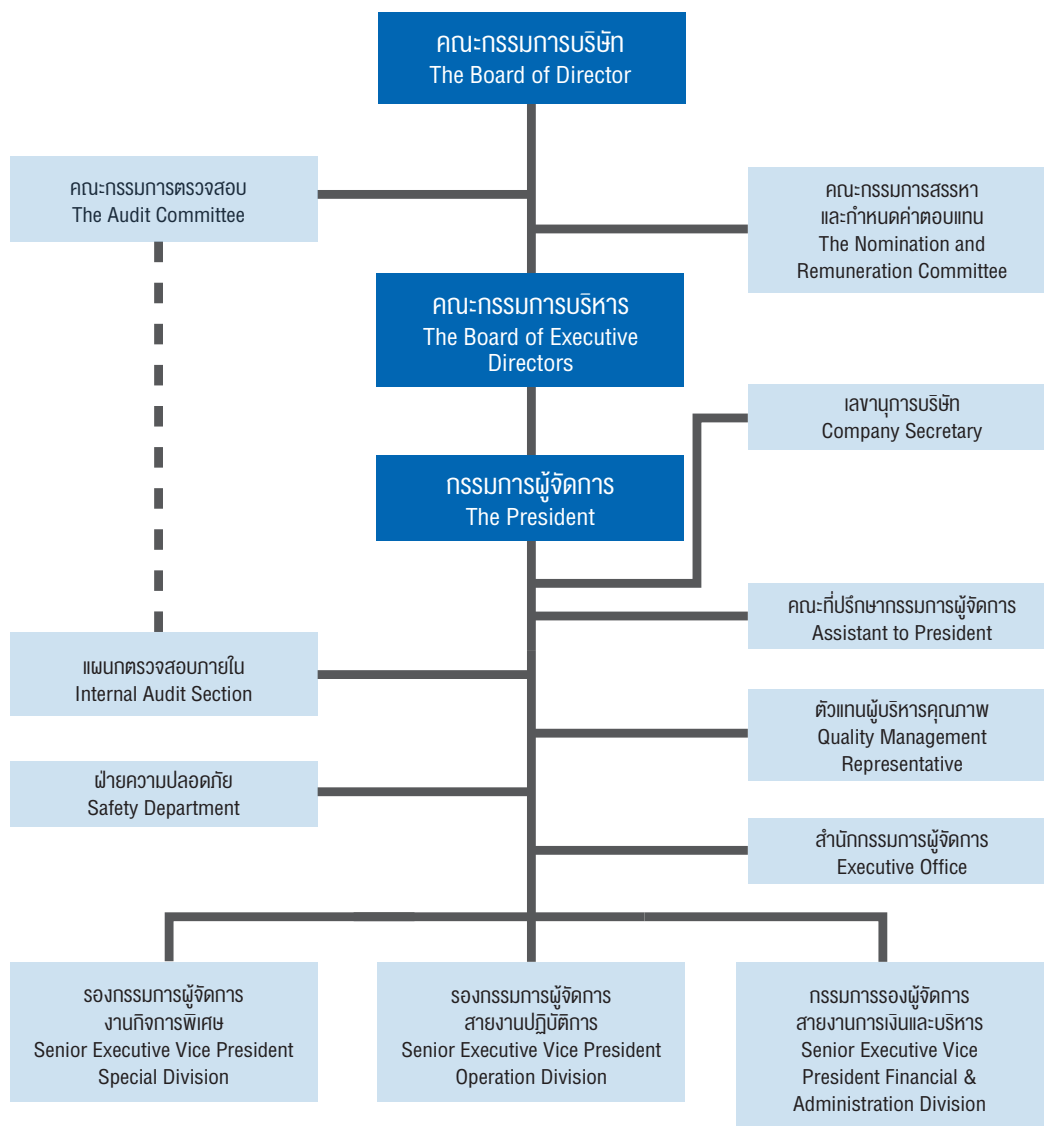 คณะกรรมการบริษัท
The Board of Director
คณะกรรมการตรวจสอบ
The Audit Committee
คณะกรรมการสรรหา
และกำหนดค่าตอบแทน
The Nomination and
Remuneration Committee
คณะกรรมการบริหาร
The Board of Executive
Directors
เลขานุการบริษัท
Company Secretary
กรรมการผู้จัดการ
The President
คณะที่ปรึกษากรรมการผู้จัดการ
Assistant to President
แผนกตรวจสอบภายใน
Internal Audit Section
ตัวแทนผู้บริหารคุณภาพ
Quality Management
Representative
ฝ่ายความปลอดภัย
Safety Department
สำนักกรรมการผู้จัดการ
Executive Office
รองกรรมการผู้จัดการ
งานกิจการพิเศษ
Senior Executive Vice President
Special Division
รองกรรมการผู้จัดการ
สายงานปฏิบัติการ
Senior Executive Vice President
Operation Division
กรรมการรองผู้จัดการ
สายงานการเงินและบริหาร
Senior Executive Vice
President Financial &
Administration Division